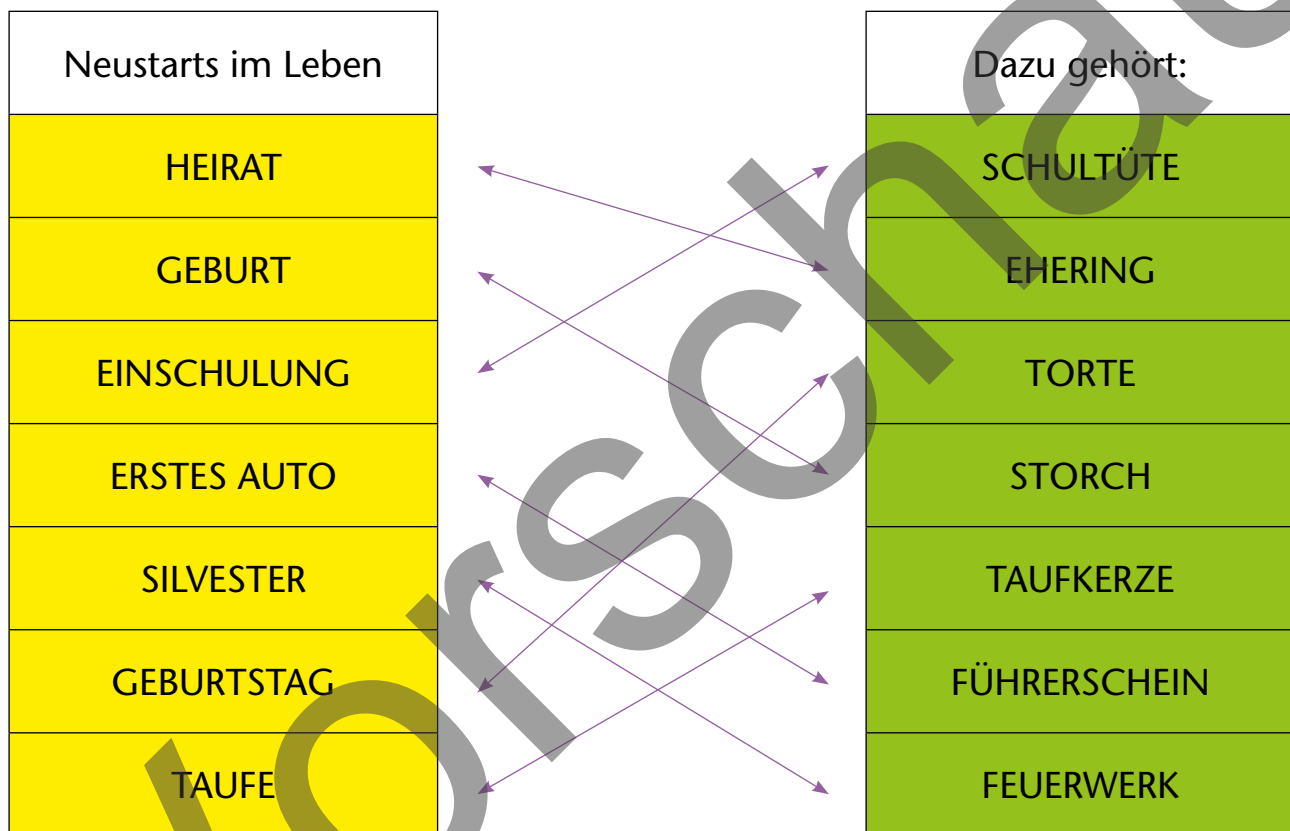 Neustarts im Leben
Dazu gehört:
HEIRAT
SCHULTÜTE
GEBURT
EHERING
EINSCHULUNG
TORTE
ERSTES AUTO
STORCH
SILVESTER
TAUFKERZE
GEBURTSTAG
FÜHRERSCHEIN
TAUFE
FEUERWERK